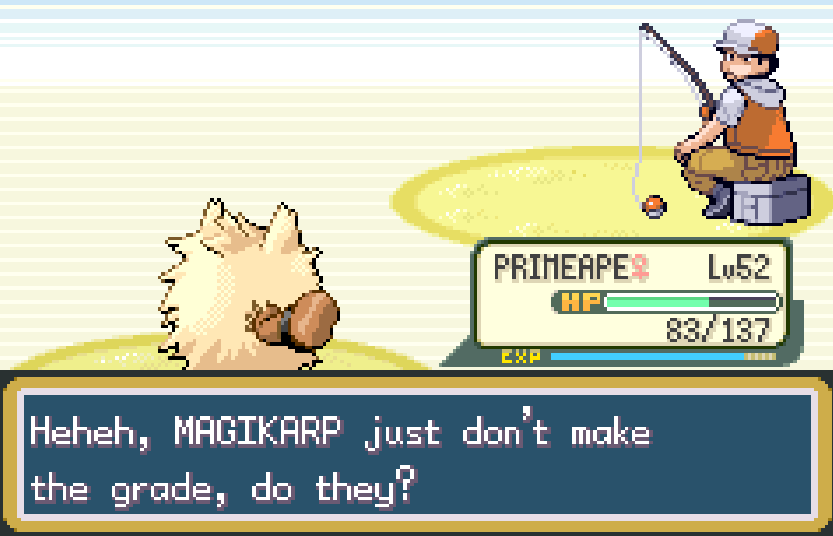 PRIMEAPE♀ Lv52
HP
83/137
EXP
Heheh, MAGIKARP just don't make
the grade, do they?